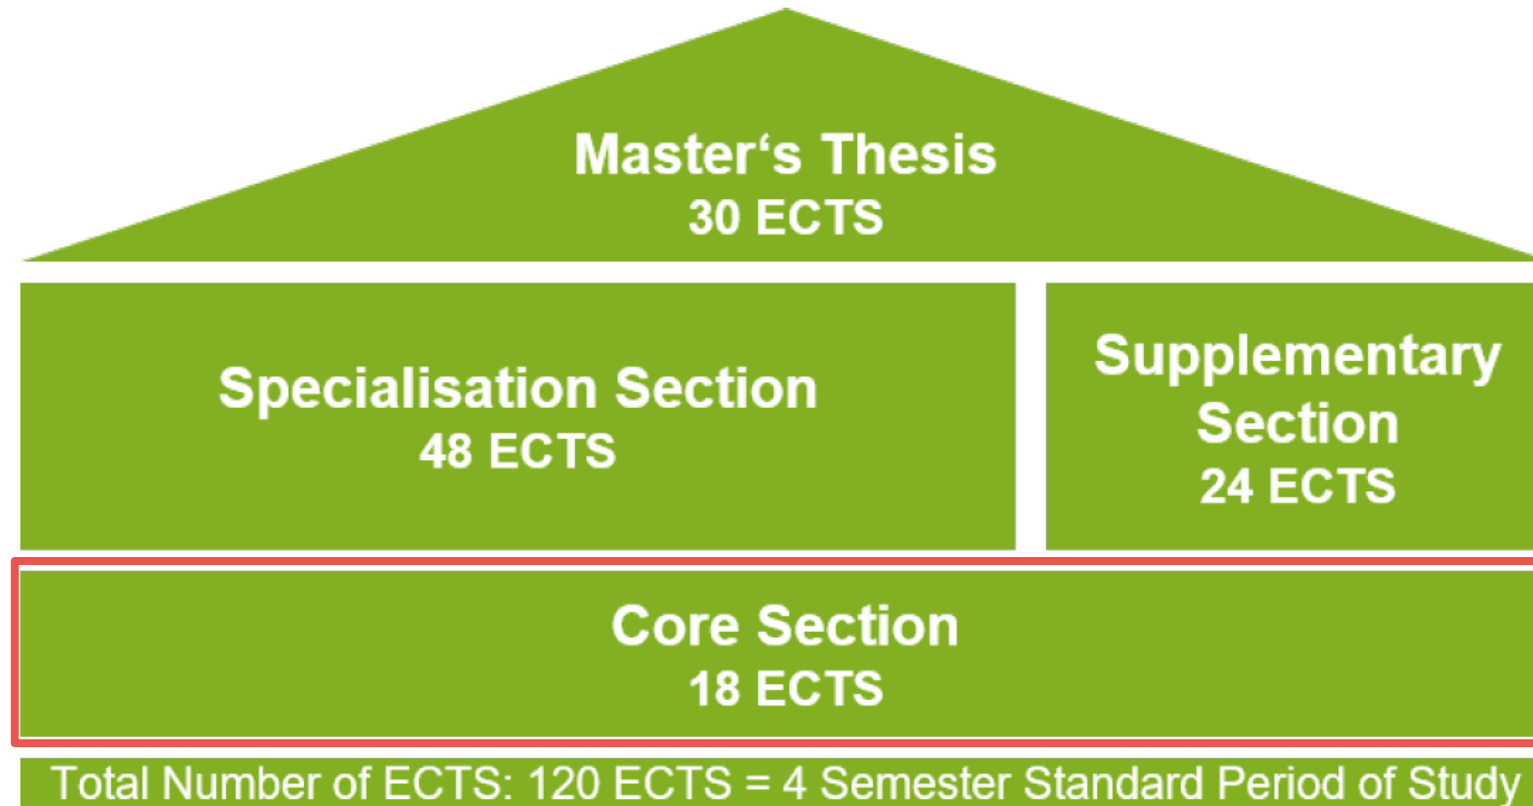 Master‘s Thesis
30 ECTS
Specialisation Section
48 ECTS
Supplementary
Section
24 ECTS
Core Section
18 ECTS
Total Number of ECTS: 120 ECTS = 4 Semester Standard Period of Study